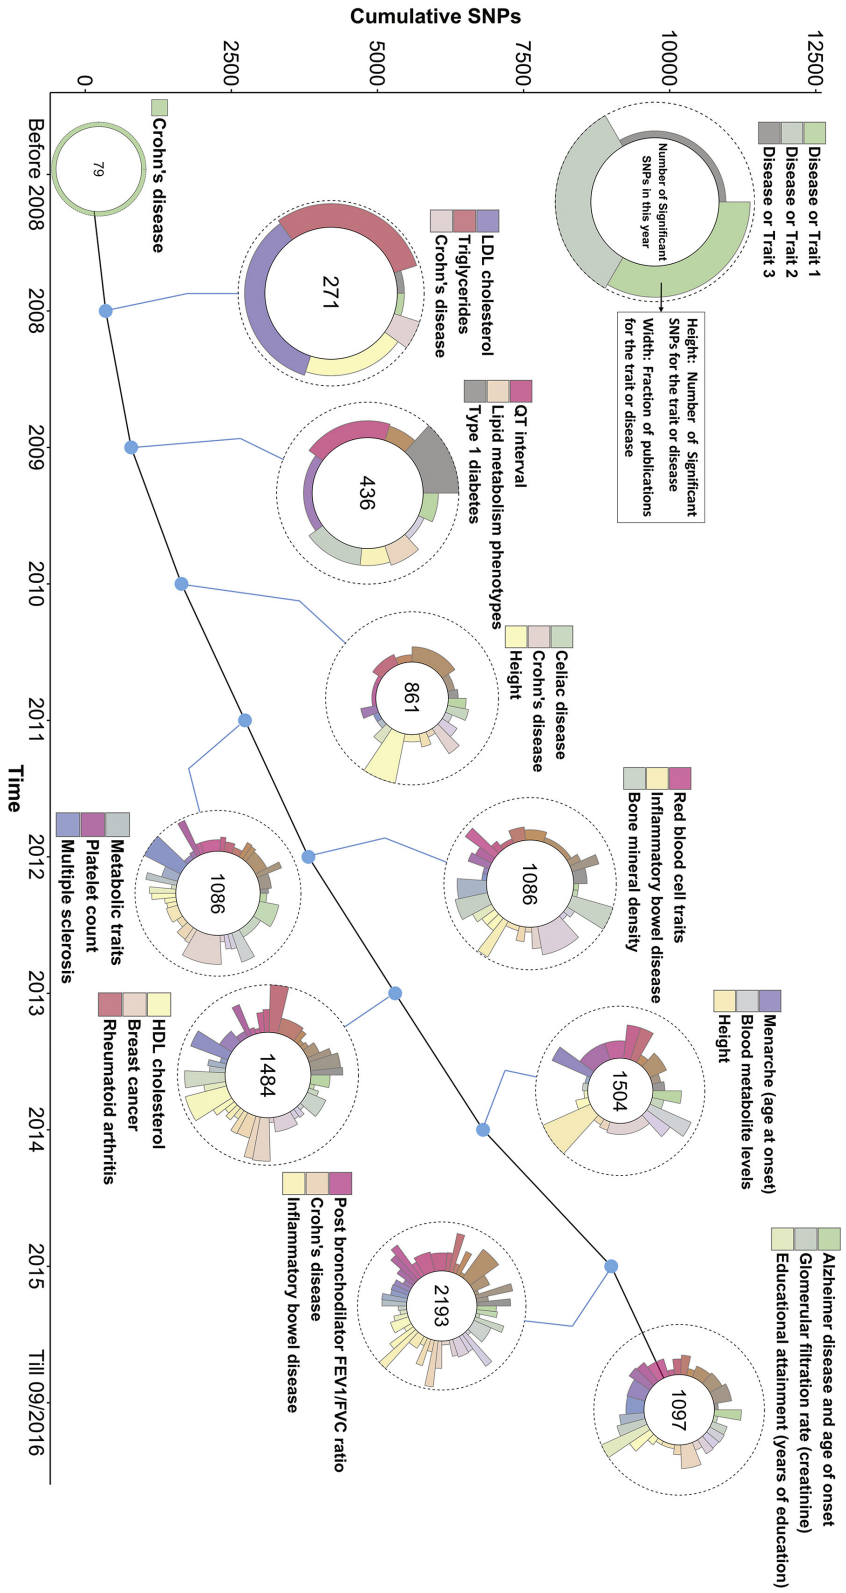 Cumulative SNPs
12500
10000
7500
5000
2500
0
Disease or Trait 1
Disease or Trait 2
Disease or Trait 3
Number of Significant
SNPs in this year
Height: Number of Significant
SNPs for the trait or disease
Width: Fraction of publications
for the trait or disease
Crohn's disease
79
LDL cholesterol
Triglycerides
Crohn's disease
271
QT interval
Lipid metabolism phenotypes
Type 1 diabetes
436
Celiac disease
Crohn's disease
Height
861
Metabolic traits
Platelet count
Multiple sclerosis
1086
Red blood cell traits
Inflammatory bowel disease
Bone mineral density
1086
HDL cholesterol
Breast cancer
Rheumatoid arthritis
1484
Menarche (age at onset)
Blood metabolite levels
Height
1504
Post bronchodilator FEV1/FVC ratio
Crohn's disease
Inflammatory bowel disease
2193
Alzheimer disease and age of onset
Glomerular filtration rate (creatinine)
Educational attainment (years of education)
1097
Before 2008
2008
2009
2010
2011
2012
2013
2014
2015
Till 09/2016
Time